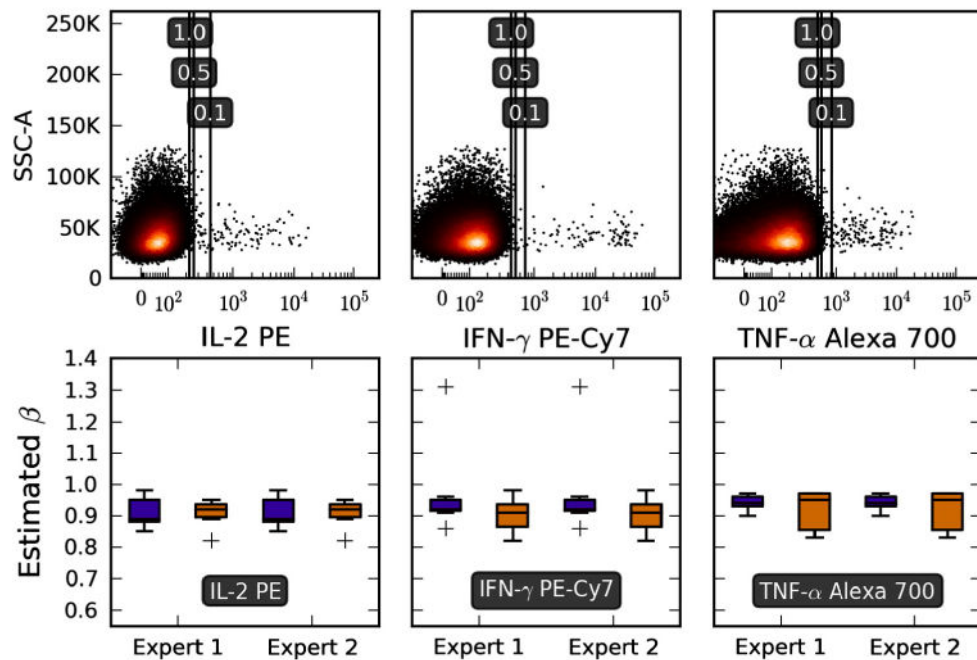 SSC-A
250K
200K
150K
100K
50K
0
1.0
0.5
0.1
0 10² 10³ 10⁴ 10⁵
IL-2 PE
1.0
0.5
0.1
0 10² 10³ 10⁴ 10⁵
IFN-γ PE-Cy7
1.0
0.5
0.1
0 10² 10³ 10⁴ 10⁵
TNF-α Alexa 700
Estimated β
1.4
1.3
1.2
1.1
1.0
0.9
0.8
0.7
0.6
IL-2 PE
Expert 1 Expert 2
IFN-γ PE-Cy7
Expert 1 Expert 2
TNF-α Alexa 700
Expert 1 Expert 2